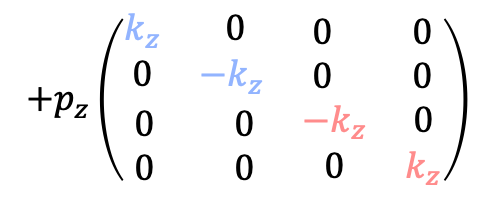 k_z 0 0 0
0 −k_z 0 0
+p_z
0 0 −k_z 0
0 0 0 k_z